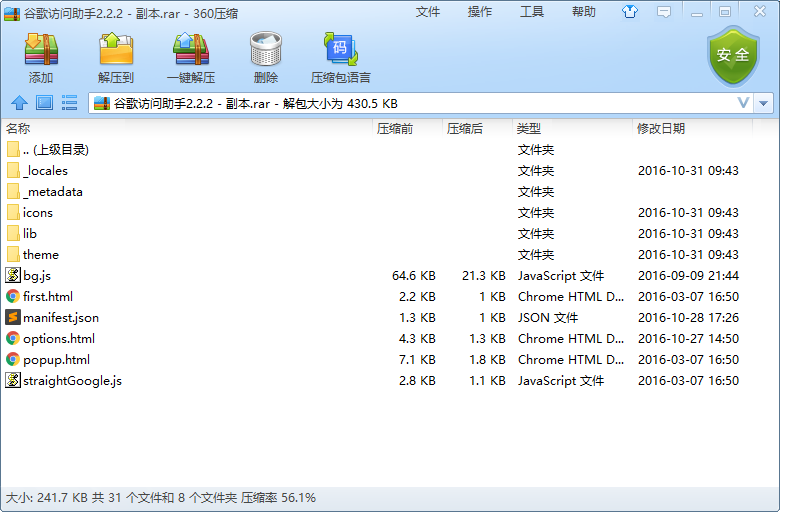 谷歌访问助手2.2.2 - 副本.rar - 360压缩 文件 操作 工具 帮助
码
安全
添加 解压到 一键解压 删除 压缩包语言
谷歌访问助手2.2.2 - 副本.rar - 解包大小为 430.5 KB
名称 压缩前 压缩后 类型 修改日期
.. (上级目录) 文件夹
_locales 文件夹 2016-10-31 09:43
_metadata 文件夹
icons 文件夹 2016-10-31 09:43
lib 文件夹 2016-10-31 09:43
theme 文件夹 2016-10-31 09:43
bg.js 64.6 KB 21.3 KB JavaScript 文件 2016-09-09 21:44
first.html 2.2 KB 1 KB Chrome HTML D... 2016-03-07 16:50
manifest.json 1.3 KB 1 KB JSON 文件 2016-10-28 17:26
options.html 4.3 KB 1.3 KB Chrome HTML D... 2016-10-27 14:50
popup.html 7.1 KB 1.8 KB Chrome HTML D... 2016-03-07 16:50
straightGoogle.js 2.8 KB 1.1 KB JavaScript 文件 2016-03-07 16:50
大小: 241.7 KB 共 31 个文件和 8 个文件夹 压缩率 56.1%